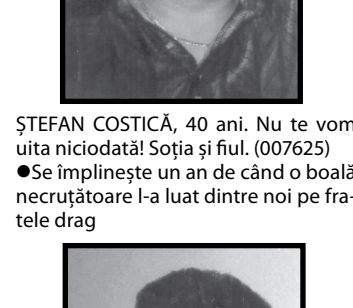 ȘTEFAN COSTICĂ, 40 ani. Nu te vom
uita niciodată! Soția și fiul. (007625)
●Se împlinește un an de când o boală
necruțătoare l-a luat dintre noi pe fra-
tele drag